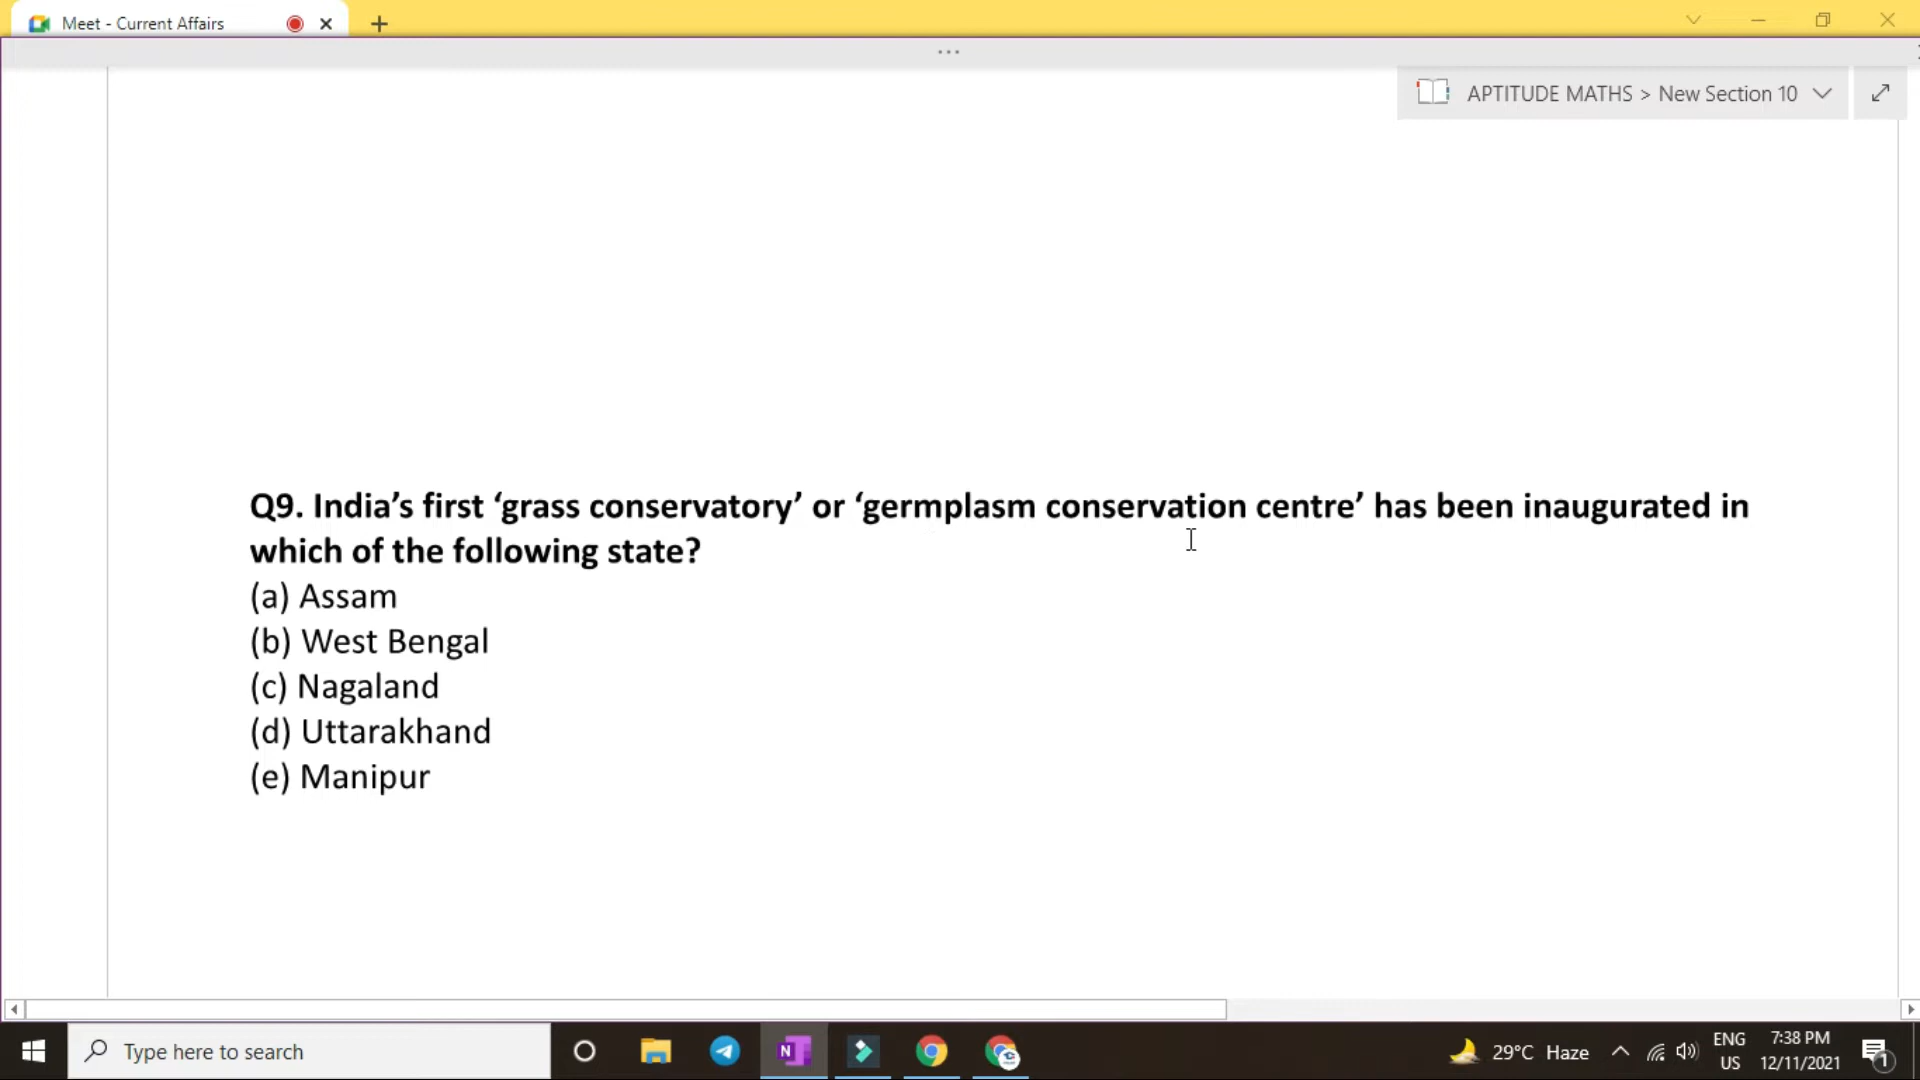 Meet - Current Affairs
APTITUDE MATHS > New Section 10
Q9. India’s first ‘grass conservatory’ or ‘germplasm conservation centre’ has been inaugurated in
which of the following state?
(a) Assam
(b) West Bengal
(c) Nagaland
(d) Uttarakhand
(e) Manipur
Type here to search
N
29°C Haze
ENG
US
7:38 PM
12/11/2021
1